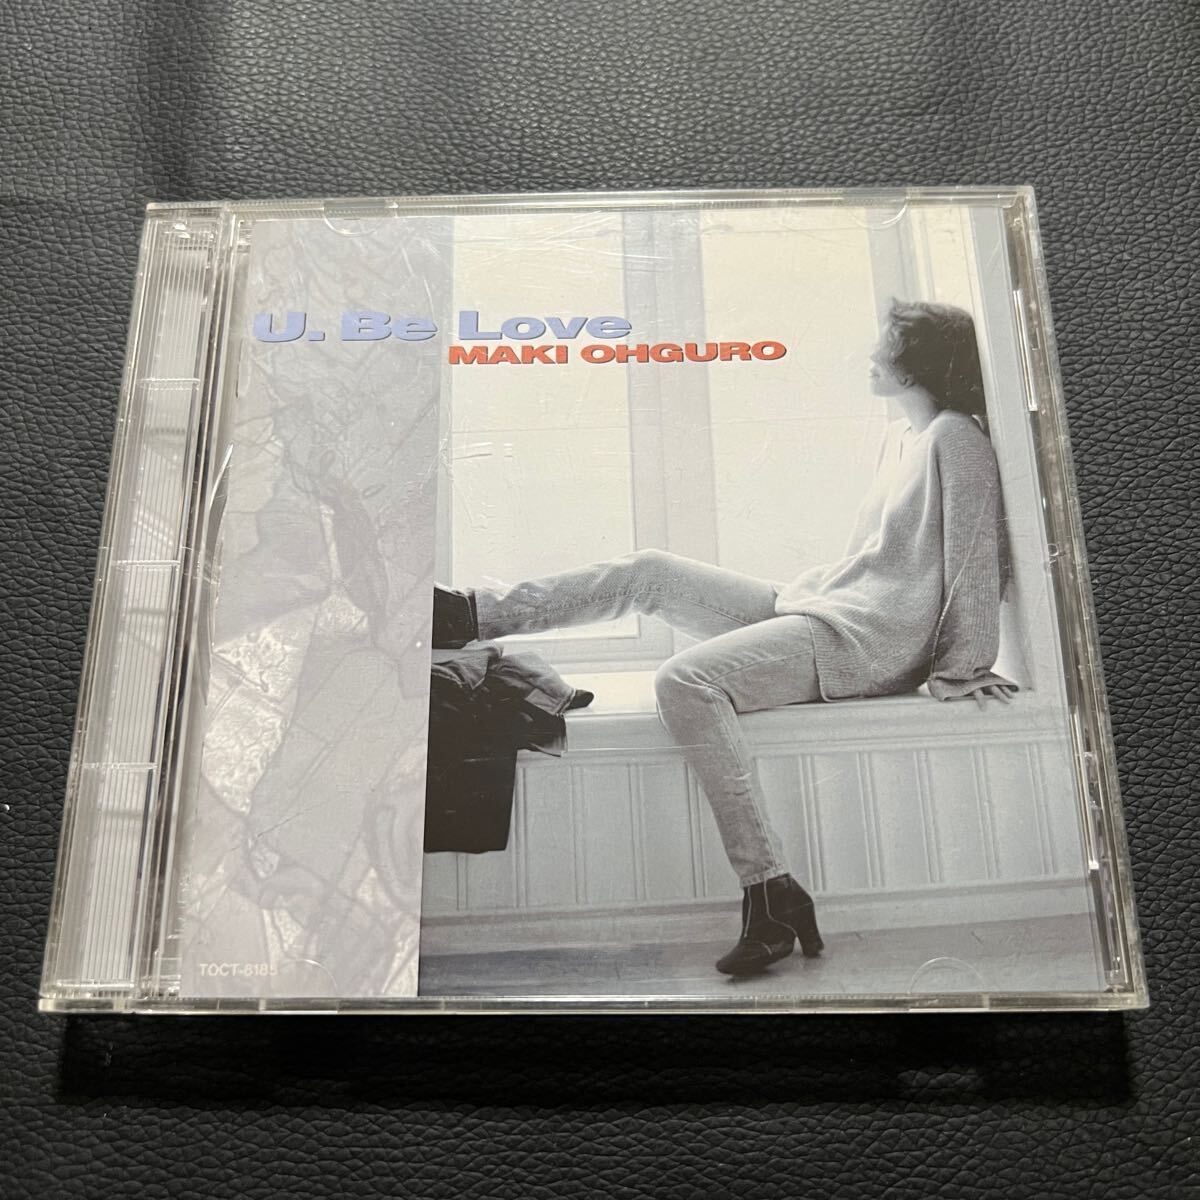 U. Be Love
MAKI OHGURO
TOCT-8185